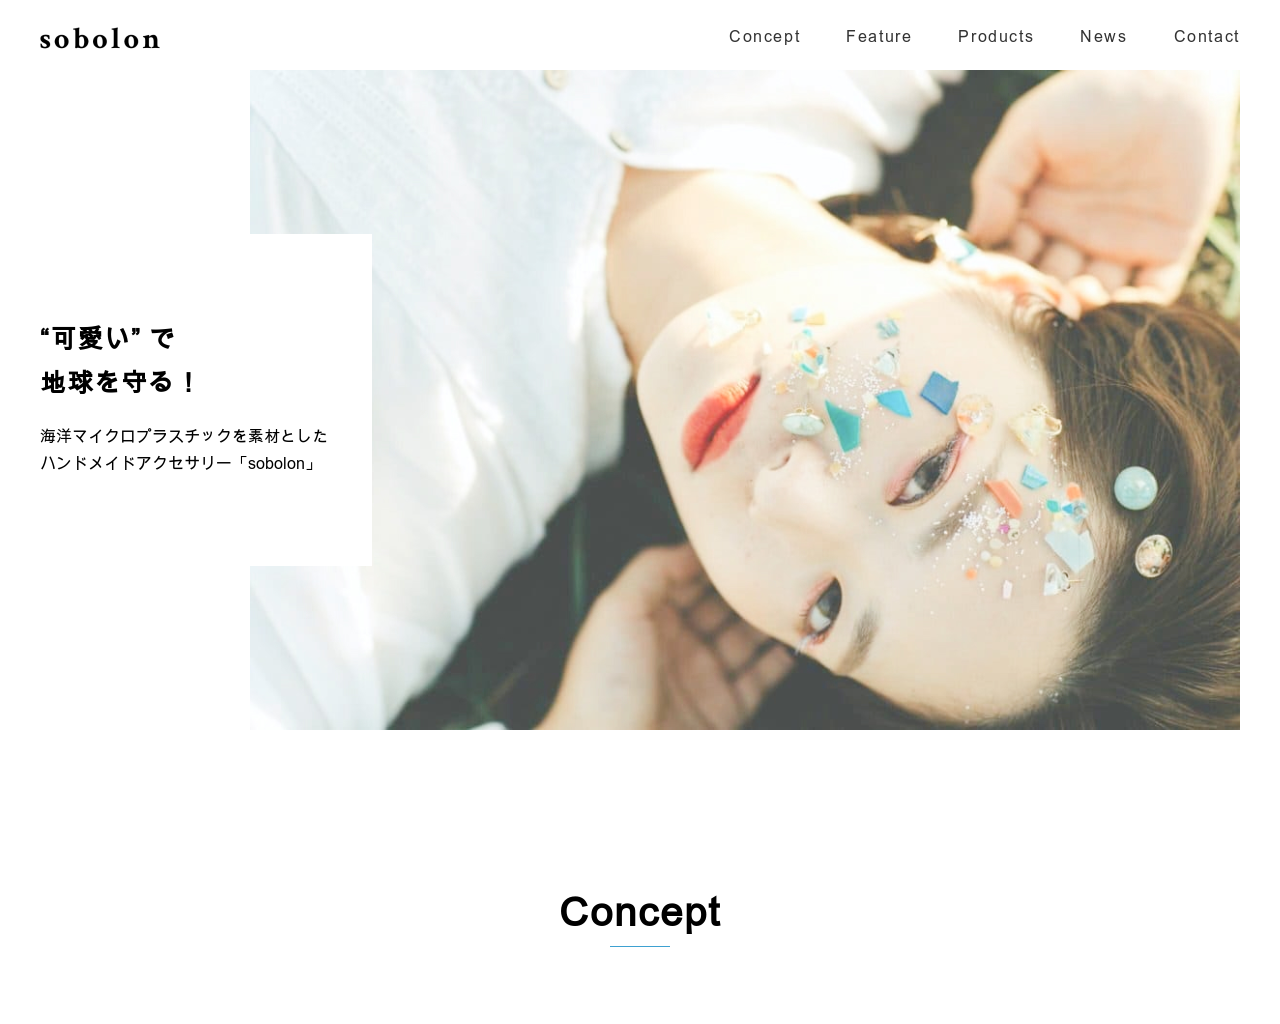 sobolon
Concept Feature Products News Contact
“可愛い” で
地球を守る！
海洋マイクロプラスチックを素材とした
ハンドメイドアクセサリー「sobolon」
Concept